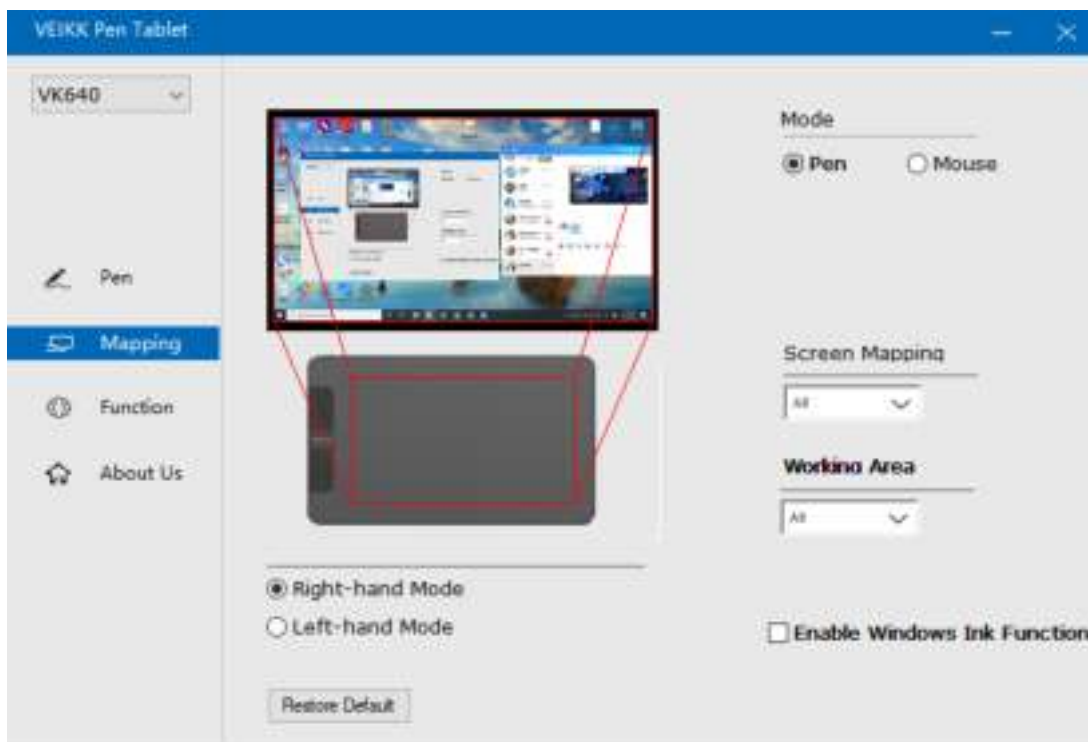 VEIKK Pen Tablet
VK640
Mode
Pen
Mouse
Pen
Mapping
Screen Mapping
All
Function
Working Area
About Us
All
Right-hand Mode
Left-hand Mode
Enable Windows Ink Function
Restore Default